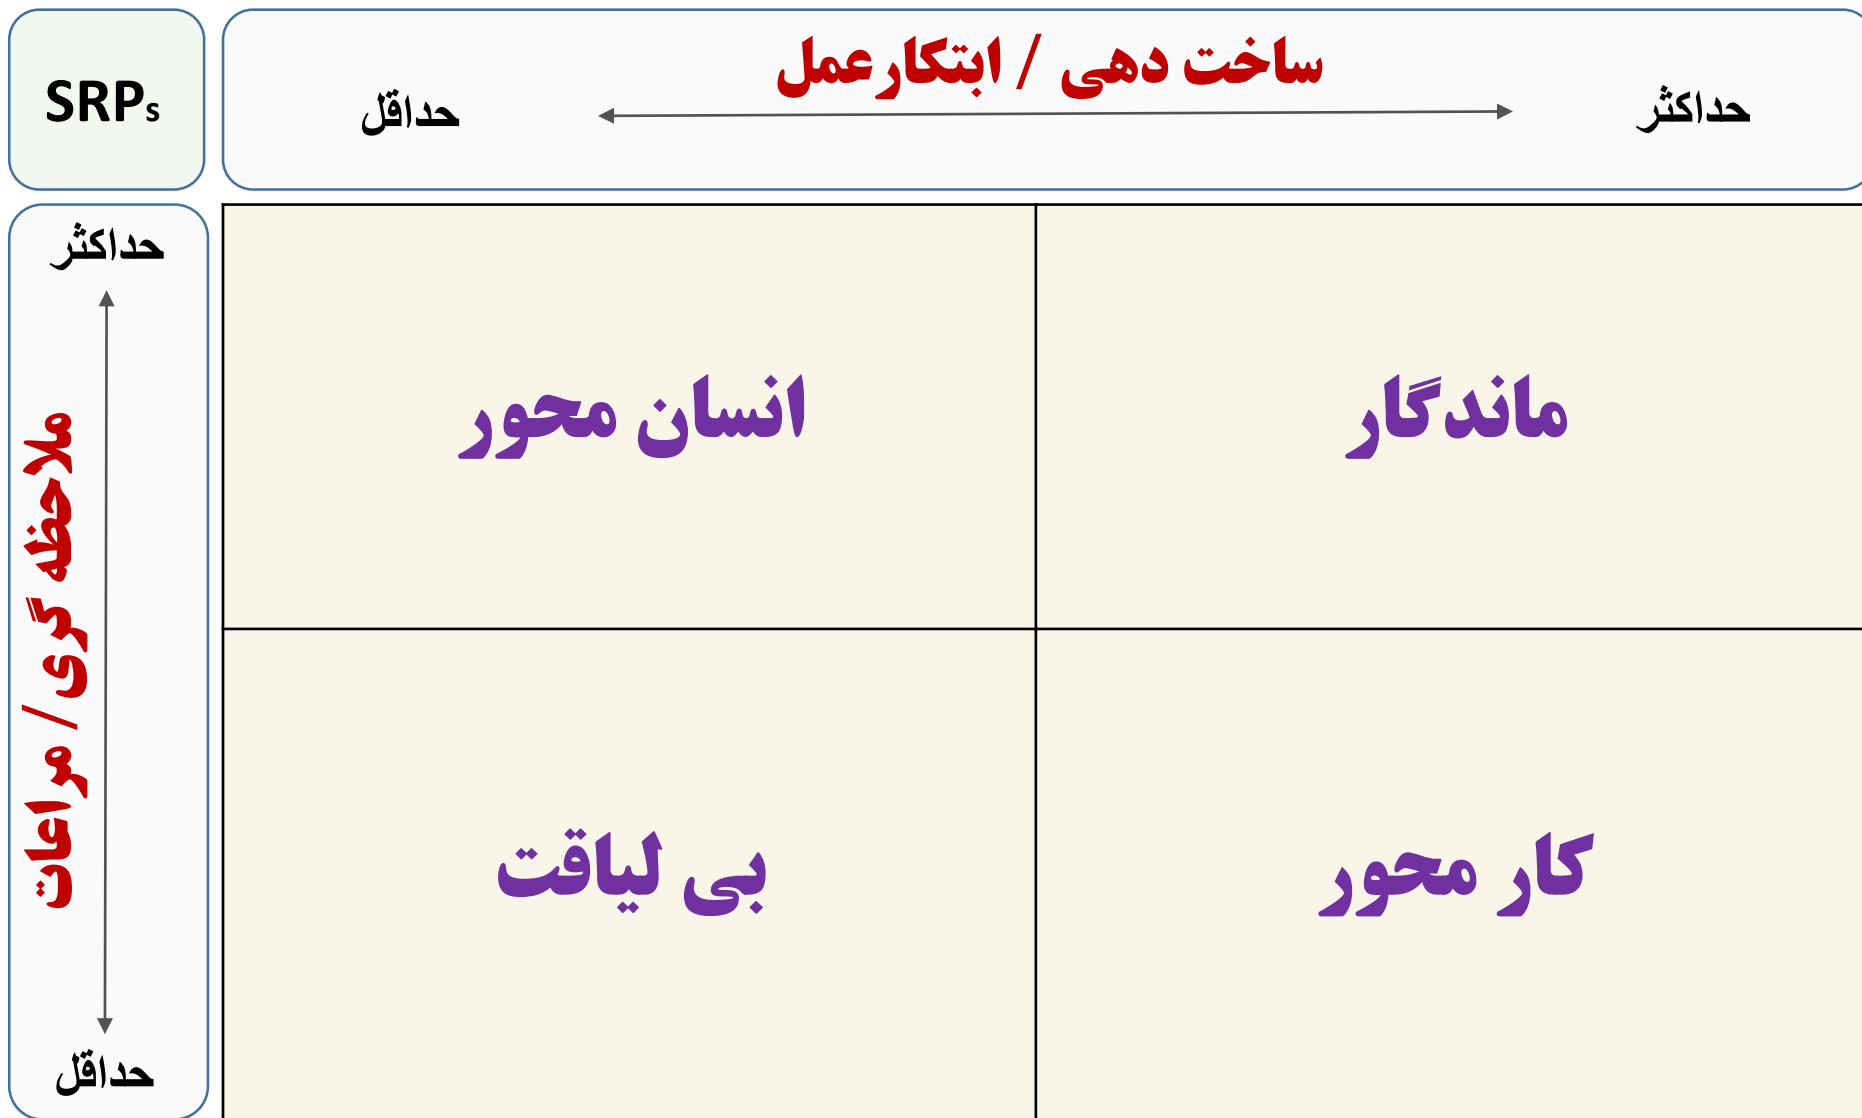 SRPs
ساخت دهی / ابتکارعمل
حداکثر
حداقل
حداکثر
ملاحظه گری / مراعات
حداقل
ماندگار
انسان محور
کار محور
بی لیاقت